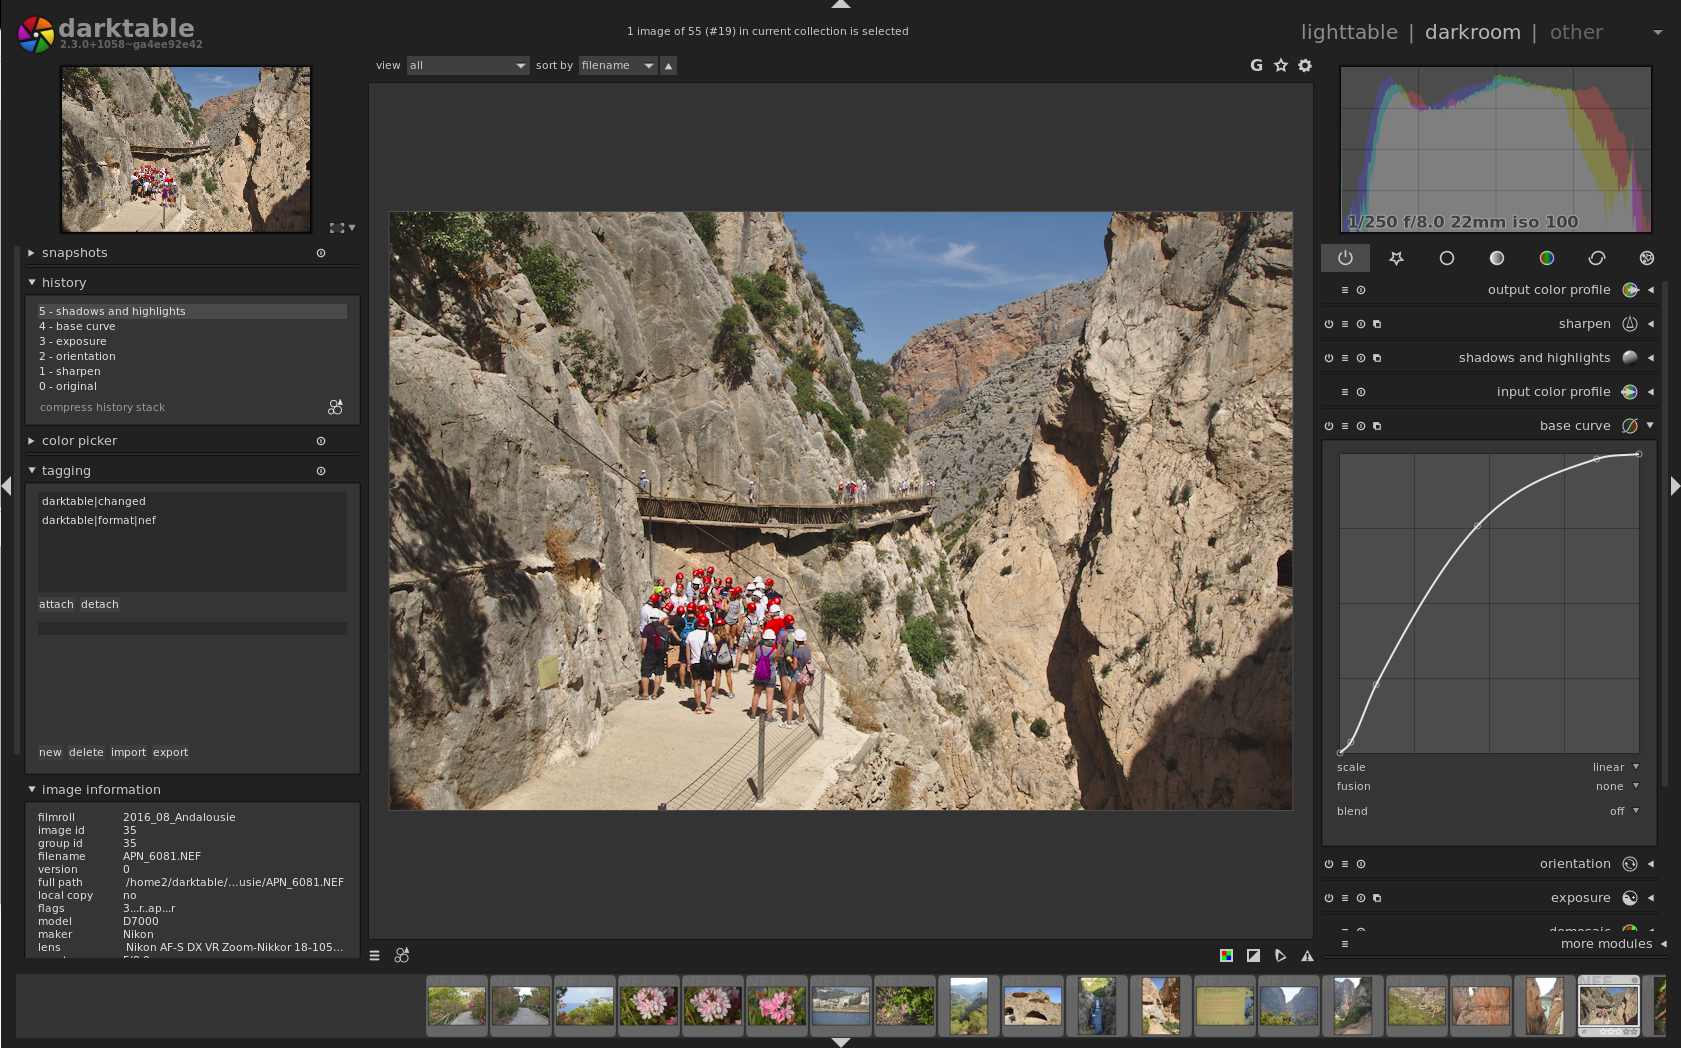 darktable
2.3.0+1058~ga4ee92e42
1 image of 55 (#19) in current collection is selected
lighttable | darkroom | other
view all sort by filename
G
1/250 f/8.0 22mm iso 100
snapshots
history
5 - shadows and highlights
4 - base curve
3 - exposure
2 - orientation
1 - sharpen
0 - original
compress history stack
color picker
tagging
darktable|changed
darktable|format|nef
attach detach
new delete import export
image information
filmroll 2016_08_Andalousie
image id 35
group id 35
filename APN_6081.NEF
version 0
full path /home2/darktable/...usie/APN_6081.NEF
local copy no
flags 3...r..ap...r
model D7000
maker Nikon
lens Nikon AF-S DX VR Zoom-Nikkor 18-105...
output color profile
sharpen
shadows and highlights
input color profile
base curve
scale linear
fusion none
blend off
orientation
exposure
demosaic
more modules